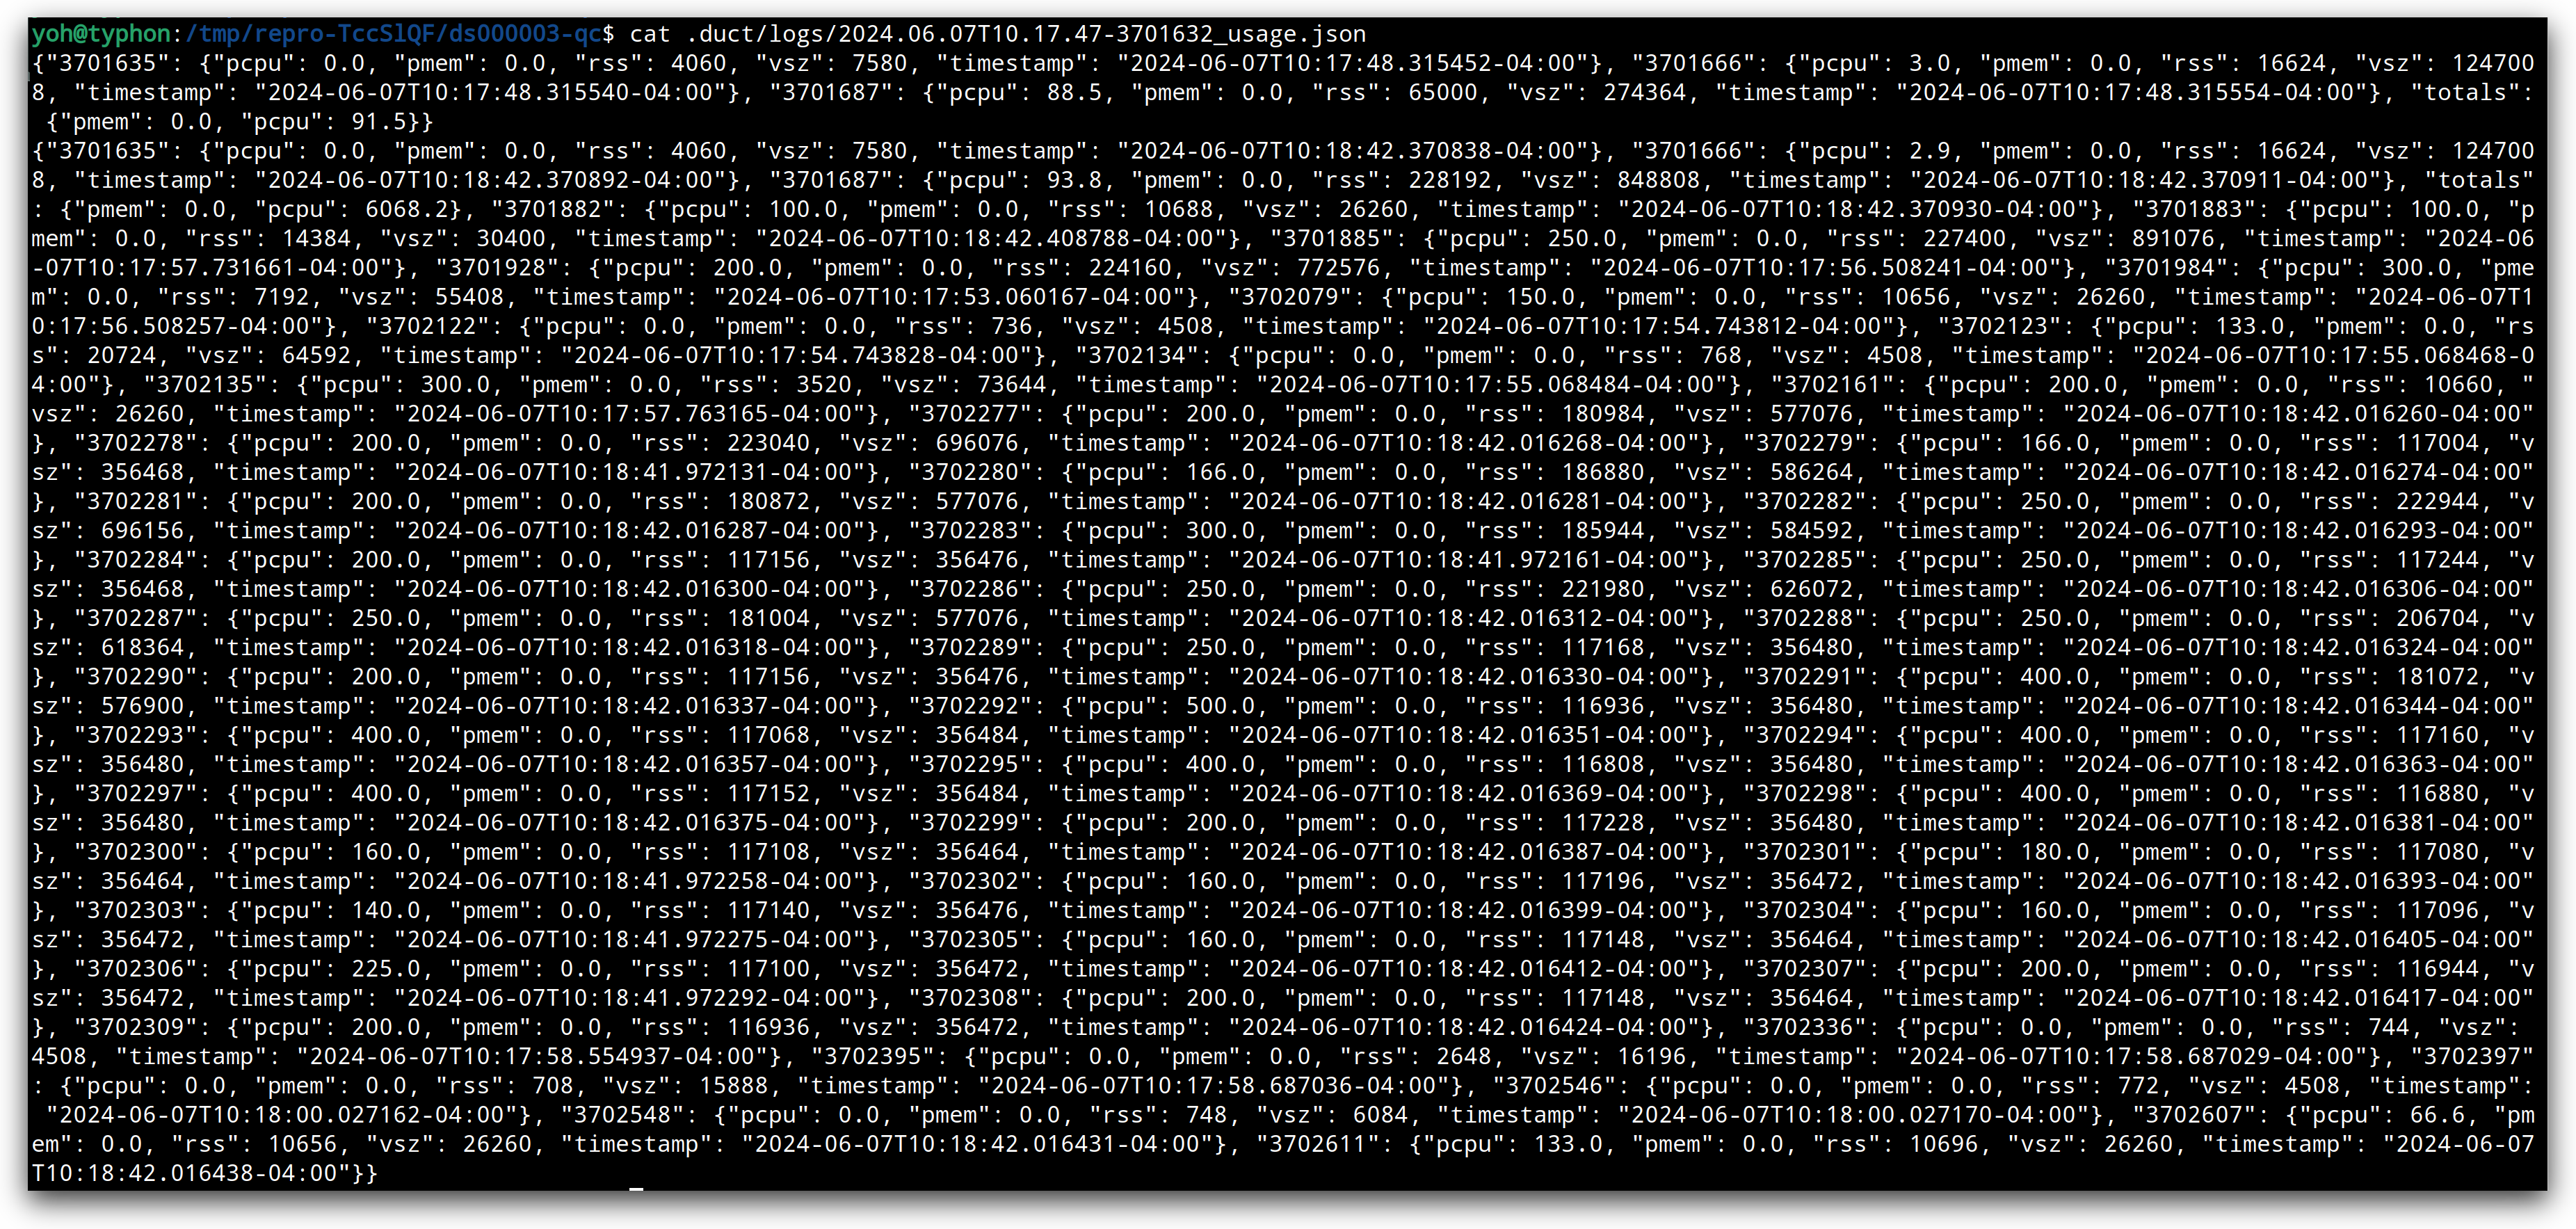 yoh@typhon:/tmp/repro-TccSlQF/ds000003-qc$ cat .duct/logs/2024.06.07T10.17.47-3701632_usage.json
{"3701635": {"pcpu": 0.0, "pmem": 0.0, "rss": 4060, "vsz": 7580, "timestamp": "2024-06-07T10:17:48.315452-04:00"}, "3701666": {"pcpu": 3.0, "pmem": 0.0, "rss": 16624, "vsz": 124700
8, "timestamp": "2024-06-07T10:17:48.315540-04:00"}, "3701687": {"pcpu": 88.5, "pmem": 0.0, "rss": 65000, "vsz": 274364, "timestamp": "2024-06-07T10:17:48.315554-04:00"}, "totals":
 {"pmem": 0.0, "pcpu": 91.5}}
{"3701635": {"pcpu": 0.0, "pmem": 0.0, "rss": 4060, "vsz": 7580, "timestamp": "2024-06-07T10:18:42.370838-04:00"}, "3701666": {"pcpu": 2.9, "pmem": 0.0, "rss": 16624, "vsz": 124700
8, "timestamp": "2024-06-07T10:18:42.370892-04:00"}, "3701687": {"pcpu": 93.8, "pmem": 0.0, "rss": 228192, "vsz": 848808, "timestamp": "2024-06-07T10:18:42.370911-04:00"}, "totals"
: {"pmem": 0.0, "pcpu": 6068.2}, "3701882": {"pcpu": 100.0, "pmem": 0.0, "rss": 10688, "vsz": 26260, "timestamp": "2024-06-07T10:18:42.370930-04:00"}, "3701883": {"pcpu": 100.0, "p
mem": 0.0, "rss": 14384, "vsz": 30400, "timestamp": "2024-06-07T10:18:42.408788-04:00"}, "3701885": {"pcpu": 250.0, "pmem": 0.0, "rss": 227400, "vsz": 891076, "timestamp": "2024-06
-07T10:17:57.731661-04:00"}, "3701928": {"pcpu": 200.0, "pmem": 0.0, "rss": 224160, "vsz": 772576, "timestamp": "2024-06-07T10:17:56.508241-04:00"}, "3701984": {"pcpu": 300.0, "pme
m": 0.0, "rss": 7192, "vsz": 55408, "timestamp": "2024-06-07T10:17:53.060167-04:00"}, "3702079": {"pcpu": 150.0, "pmem": 0.0, "rss": 10656, "vsz": 26260, "timestamp": "2024-06-07T1
0:17:56.508257-04:00"}, "3702122": {"pcpu": 0.0, "pmem": 0.0, "rss": 736, "vsz": 4508, "timestamp": "2024-06-07T10:17:54.743812-04:00"}, "3702123": {"pcpu": 133.0, "pmem": 0.0, "rs
s": 20724, "vsz": 64592, "timestamp": "2024-06-07T10:17:54.743828-04:00"}, "3702134": {"pcpu": 0.0, "pmem": 0.0, "rss": 768, "vsz": 4508, "timestamp": "2024-06-07T10:17:55.068468-0
4:00"}, "3702135": {"pcpu": 300.0, "pmem": 0.0, "rss": 3520, "vsz": 73644, "timestamp": "2024-06-07T10:17:55.068484-04:00"}, "3702161": {"pcpu": 200.0, "pmem": 0.0, "rss": 10660, "
vsz": 26260, "timestamp": "2024-06-07T10:17:57.763165-04:00"}, "3702277": {"pcpu": 200.0, "pmem": 0.0, "rss": 180984, "vsz": 577076, "timestamp": "2024-06-07T10:18:42.016260-04:00"
}, "3702278": {"pcpu": 200.0, "pmem": 0.0, "rss": 223040, "vsz": 696076, "timestamp": "2024-06-07T10:18:42.016268-04:00"}, "3702279": {"pcpu": 166.0, "pmem": 0.0, "rss": 117004, "v
sz": 356468, "timestamp": "2024-06-07T10:18:41.972131-04:00"}, "3702280": {"pcpu": 166.0, "pmem": 0.0, "rss": 186880, "vsz": 586264, "timestamp": "2024-06-07T10:18:42.016274-04:00"
}, "3702281": {"pcpu": 200.0, "pmem": 0.0, "rss": 180872, "vsz": 577076, "timestamp": "2024-06-07T10:18:42.016281-04:00"}, "3702282": {"pcpu": 250.0, "pmem": 0.0, "rss": 222944, "v
sz": 696156, "timestamp": "2024-06-07T10:18:42.016287-04:00"}, "3702283": {"pcpu": 300.0, "pmem": 0.0, "rss": 185944, "vsz": 584592, "timestamp": "2024-06-07T10:18:42.016293-04:00"
}, "3702284": {"pcpu": 200.0, "pmem": 0.0, "rss": 117156, "vsz": 356476, "timestamp": "2024-06-07T10:18:41.972161-04:00"}, "3702285": {"pcpu": 250.0, "pmem": 0.0, "rss": 117244, "v
sz": 356468, "timestamp": "2024-06-07T10:18:42.016300-04:00"}, "3702286": {"pcpu": 250.0, "pmem": 0.0, "rss": 221980, "vsz": 626072, "timestamp": "2024-06-07T10:18:42.016306-04:00"
}, "3702287": {"pcpu": 250.0, "pmem": 0.0, "rss": 181004, "vsz": 577076, "timestamp": "2024-06-07T10:18:42.016312-04:00"}, "3702288": {"pcpu": 250.0, "pmem": 0.0, "rss": 206704, "v
sz": 618364, "timestamp": "2024-06-07T10:18:42.016318-04:00"}, "3702289": {"pcpu": 250.0, "pmem": 0.0, "rss": 117168, "vsz": 356480, "timestamp": "2024-06-07T10:18:42.016324-04:00"
}, "3702290": {"pcpu": 200.0, "pmem": 0.0, "rss": 117156, "vsz": 356476, "timestamp": "2024-06-07T10:18:42.016330-04:00"}, "3702291": {"pcpu": 400.0, "pmem": 0.0, "rss": 181072, "v
sz": 576900, "timestamp": "2024-06-07T10:18:42.016337-04:00"}, "3702292": {"pcpu": 500.0, "pmem": 0.0, "rss": 116936, "vsz": 356480, "timestamp": "2024-06-07T10:18:42.016344-04:00"
}, "3702293": {"pcpu": 400.0, "pmem": 0.0, "rss": 117068, "vsz": 356484, "timestamp": "2024-06-07T10:18:42.016351-04:00"}, "3702294": {"pcpu": 400.0, "pmem": 0.0, "rss": 117160, "v
sz": 356480, "timestamp": "2024-06-07T10:18:42.016357-04:00"}, "3702295": {"pcpu": 400.0, "pmem": 0.0, "rss": 116808, "vsz": 356480, "timestamp": "2024-06-07T10:18:42.016363-04:00"
}, "3702297": {"pcpu": 400.0, "pmem": 0.0, "rss": 117152, "vsz": 356484, "timestamp": "2024-06-07T10:18:42.016369-04:00"}, "3702298": {"pcpu": 400.0, "pmem": 0.0, "rss": 116880, "v
sz": 356480, "timestamp": "2024-06-07T10:18:42.016375-04:00"}, "3702299": {"pcpu": 200.0, "pmem": 0.0, "rss": 117228, "vsz": 356480, "timestamp": "2024-06-07T10:18:42.016381-04:00"
}, "3702300": {"pcpu": 160.0, "pmem": 0.0, "rss": 117108, "vsz": 356464, "timestamp": "2024-06-07T10:18:42.016387-04:00"}, "3702301": {"pcpu": 180.0, "pmem": 0.0, "rss": 117080, "v
sz": 356464, "timestamp": "2024-06-07T10:18:41.972258-04:00"}, "3702302": {"pcpu": 160.0, "pmem": 0.0, "rss": 117196, "vsz": 356472, "timestamp": "2024-06-07T10:18:42.016393-04:00"
}, "3702303": {"pcpu": 140.0, "pmem": 0.0, "rss": 117140, "vsz": 356476, "timestamp": "2024-06-07T10:18:42.016399-04:00"}, "3702304": {"pcpu": 160.0, "pmem": 0.0, "rss": 117096, "v
sz": 356472, "timestamp": "2024-06-07T10:18:41.972275-04:00"}, "3702305": {"pcpu": 160.0, "pmem": 0.0, "rss": 117148, "vsz": 356464, "timestamp": "2024-06-07T10:18:42.016405-04:00"
}, "3702306": {"pcpu": 225.0, "pmem": 0.0, "rss": 117100, "vsz": 356472, "timestamp": "2024-06-07T10:18:42.016412-04:00"}, "3702307": {"pcpu": 200.0, "pmem": 0.0, "rss": 116944, "v
sz": 356472, "timestamp": "2024-06-07T10:18:41.972292-04:00"}, "3702308": {"pcpu": 200.0, "pmem": 0.0, "rss": 117148, "vsz": 356464, "timestamp": "2024-06-07T10:18:42.016417-04:00"
}, "3702309": {"pcpu": 200.0, "pmem": 0.0, "rss": 116936, "vsz": 356472, "timestamp": "2024-06-07T10:18:42.016424-04:00"}, "3702336": {"pcpu": 0.0, "pmem": 0.0, "rss": 744, "vsz":
4508, "timestamp": "2024-06-07T10:17:58.554937-04:00"}, "3702395": {"pcpu": 0.0, "pmem": 0.0, "rss": 2648, "vsz": 16196, "timestamp": "2024-06-07T10:17:58.687029-04:00"}, "3702397"
: {"pcpu": 0.0, "pmem": 0.0, "rss": 708, "vsz": 15888, "timestamp": "2024-06-07T10:17:58.687036-04:00"}, "3702546": {"pcpu": 0.0, "pmem": 0.0, "rss": 772, "vsz": 4508, "timestamp":
 "2024-06-07T10:18:00.027162-04:00"}, "3702548": {"pcpu": 0.0, "pmem": 0.0, "rss": 748, "vsz": 6084, "timestamp": "2024-06-07T10:18:00.027170-04:00"}, "3702607": {"pcpu": 66.6, "pm
em": 0.0, "rss": 10656, "vsz": 26260, "timestamp": "2024-06-07T10:18:42.016431-04:00"}, "3702611": {"pcpu": 133.0, "pmem": 0.0, "rss": 10696, "vsz": 26260, "timestamp": "2024-06-07
T10:18:42.016438-04:00"}}